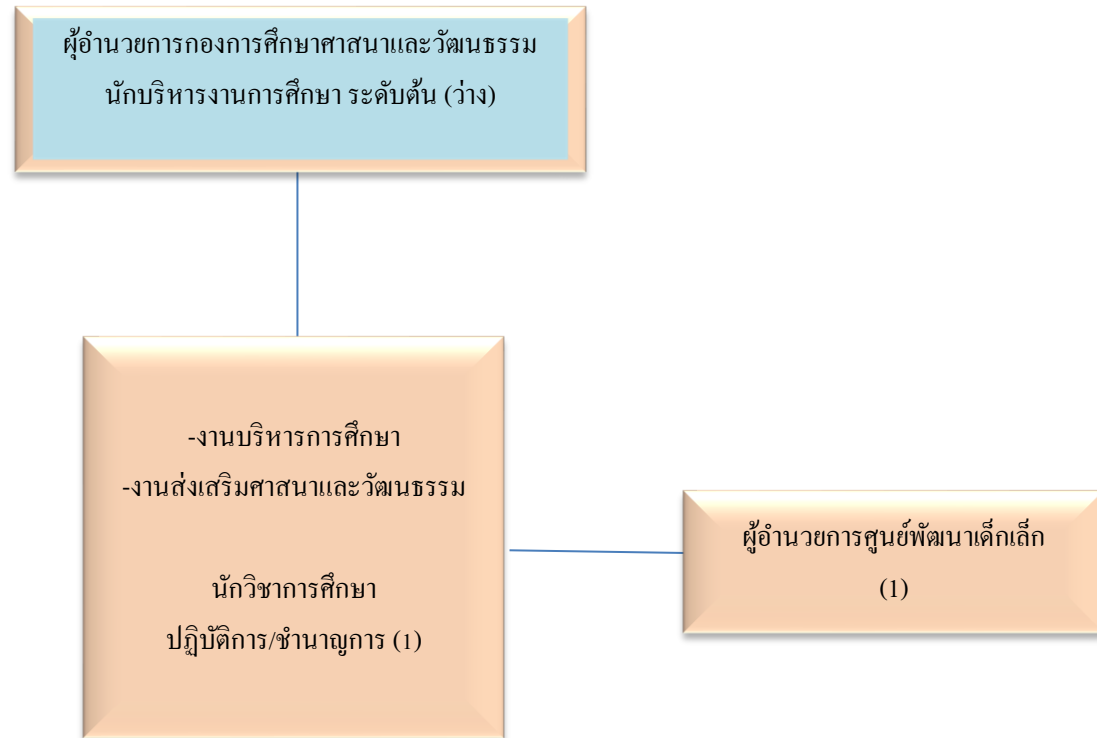 ผู้อำนวยการกองการศึกษาศาสนาและวัฒนธรรม
นักบริหารงานการศึกษา ระดับต้น (ว่าง)
-งานบริหารการศึกษา
-งานส่งเสริมศาสนาและวัฒนธรรม
นักวิชาการศึกษา
ปฏิบัติการ/ชำนาญการ (1)
ผู้อำนวยการศูนย์พัฒนาเด็กเล็ก
(1)